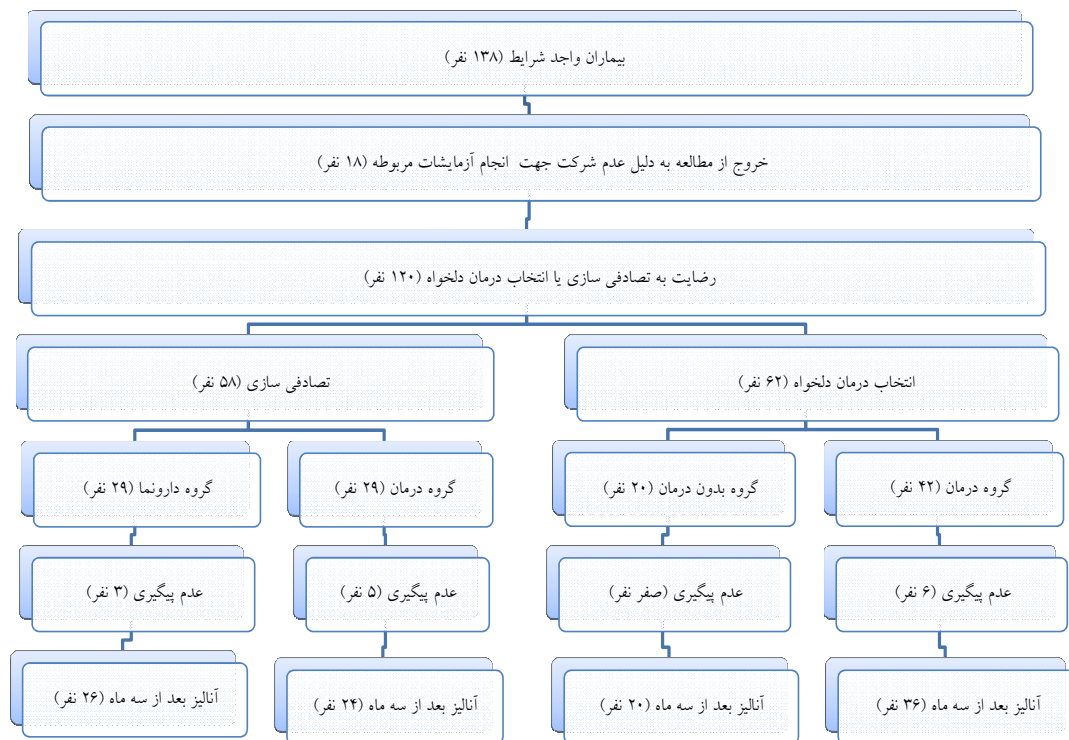 بیماران واجد شرایط (۱۳۸ نفر)
خروج از مطالعه به دلیل عدم شرکت جهت انجام آزمایشات مربوطه (۱۸ نفر)
رضایت به تصادفی سازی یا انتخاب درمان دلخواه (۱۲۰ نفر)
انتخاب درمان دلخواه (۶۲ نفر)
تصادفی سازی (۵۸ نفر)
گروه درمان (۴۲ نفر)
گروه بدون درمان (۲۰ نفر)
گروه درمان (۲۹ نفر)
گروه دارونما (۲۹ نفر)
عدم پیگیری (۶ نفر)
عدم پیگیری (صفر نفر)
عدم پیگیری (۵ نفر)
عدم پیگیری (۳ نفر)
آنالیز بعد از سه ماه (۳۶ نفر)
آنالیز بعد از سه ماه (۲۰ نفر)
آنالیز بعد از سه ماه (۲۴ نفر)
آنالیز بعد از سه ماه (۲۶ نفر)